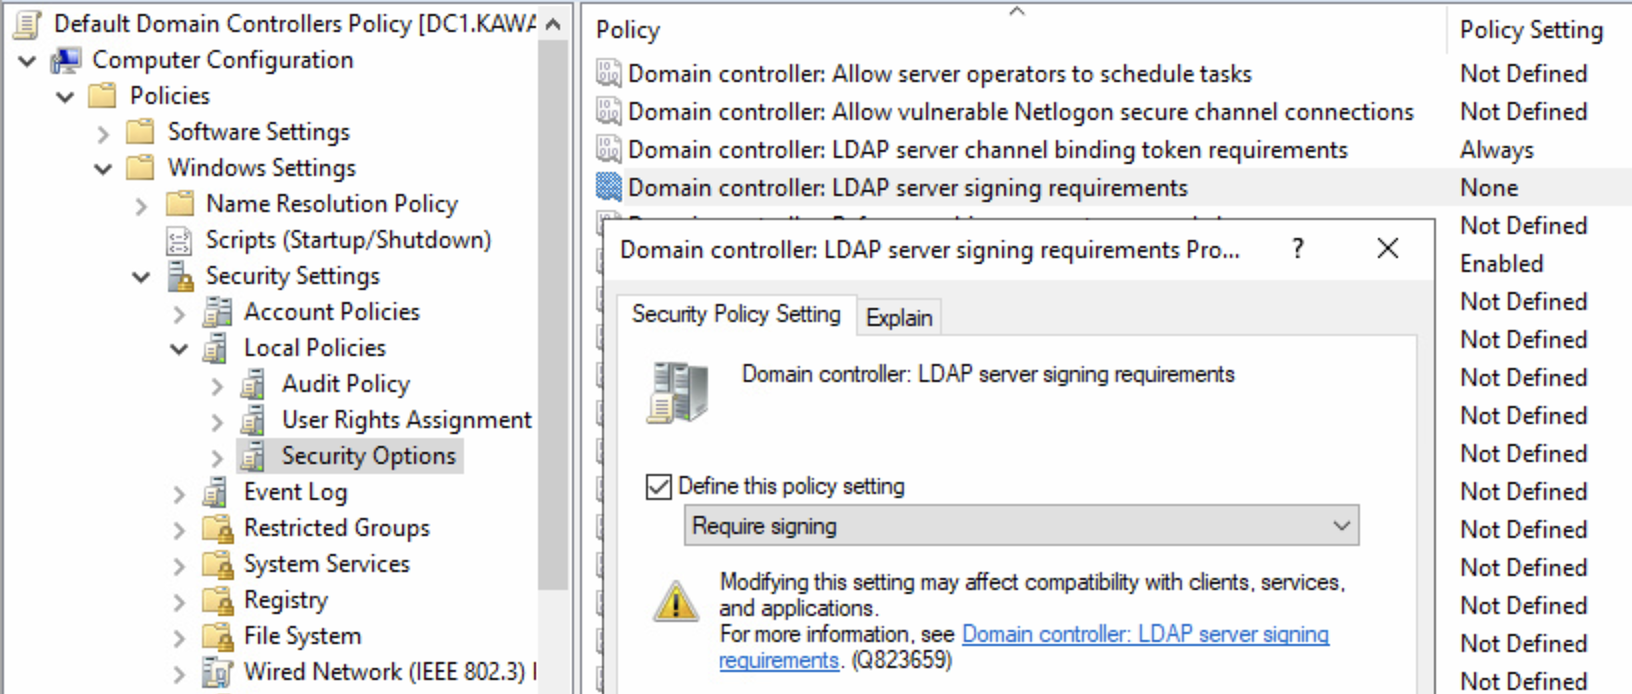 Default Domain Controllers Policy [DC1.KAWA
Computer Configuration
Policies
Software Settings
Windows Settings
Name Resolution Policy
Scripts (Startup/Shutdown)
Security Settings
Account Policies
Local Policies
Audit Policy
User Rights Assignment
Security Options
Event Log
Restricted Groups
System Services
Registry
File System
Wired Network (IEEE 802.3)
Policy Policy Setting
Domain controller: Allow server operators to schedule tasks Not Defined
Domain controller: Allow vulnerable Netlogon secure channel connections Not Defined
Domain controller: LDAP server channel binding token requirements Always
Domain controller: LDAP server signing requirements None
Not Defined
Enabled
Not Defined
Not Defined
Not Defined
Not Defined
Not Defined
Not Defined
Not Defined
Not Defined
Not Defined
Not Defined
Not Defined
Domain controller: LDAP server signing requirements Pro... ?
Security Policy Setting Explain
Domain controller: LDAP server signing requirements
Define this policy setting
Require signing
Modifying this setting may affect compatibility with clients, services,
and applications.
For more information, see Domain controller: LDAP server signing
requirements. (Q823659)